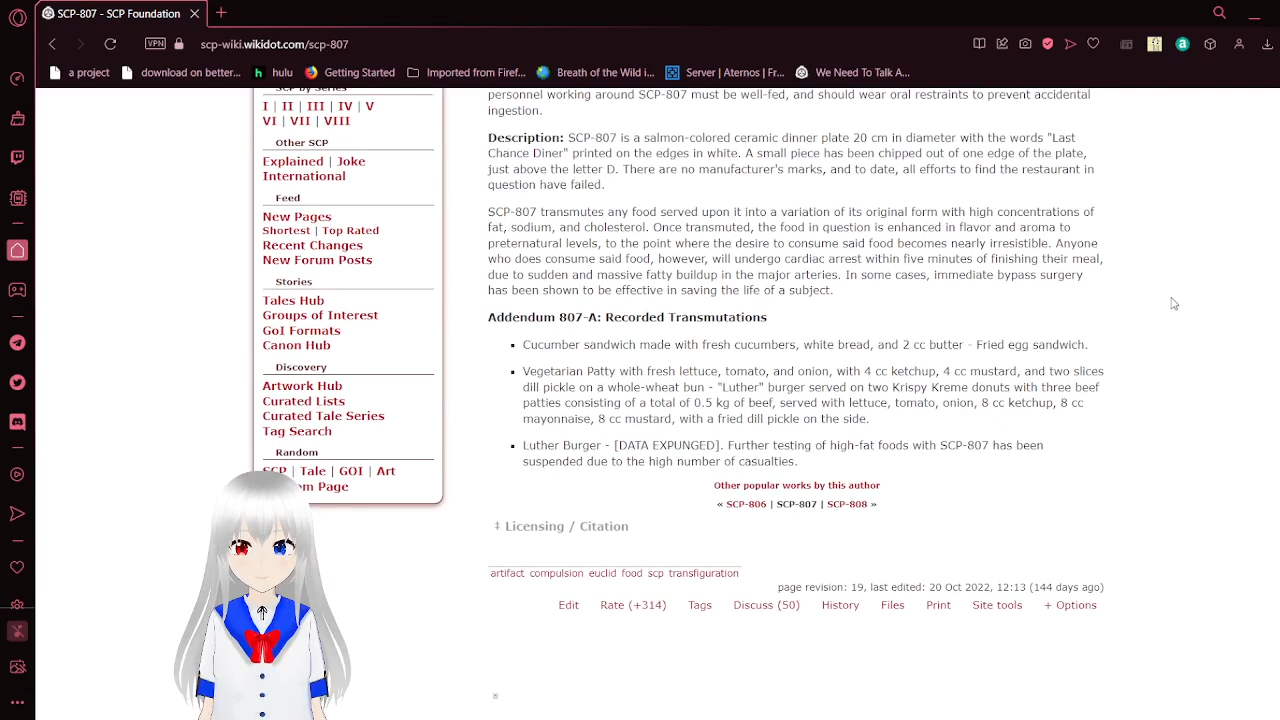 SCP-807 - SCP Foundation
VPN
scp-wiki.wikidot.com/scp-807
a project
download on better...
hulu
Getting Started
Imported from Firef...
Breath of the Wild i...
Server | Aternos | Fr...
We Need To Talk A...
SCP by Series
I | II | III | IV | V
VI | VII | VIII
Other SCP
Explained | Joke
International
Feed
New Pages
Shortest | Top Rated
Recent Changes
New Forum Posts
Stories
Tales Hub
Groups of Interest
GoI Formats
Canon Hub
Discovery
Artwork Hub
Curated Lists
Curated Tale Series
Tag Search
Random
SCP | Tale | GOI | Art
om Page
personnel working around SCP-807 must be well-fed, and should wear oral restraints to prevent accidental
ingestion.
Description: SCP-807 is a salmon-colored ceramic dinner plate 20 cm in diameter with the words "Last
Chance Diner" printed on the edges in white. A small piece has been chipped out of one edge of the plate,
just above the letter D. There are no manufacturer's marks, and to date, all efforts to find the restaurant in
question have failed.
SCP-807 transmutes any food served upon it into a variation of its original form with high concentrations of
fat, sodium, and cholesterol. Once transmuted, the food in question is enhanced in flavor and aroma to
preternatural levels, to the point where the desire to consume said food becomes nearly irresistible. Anyone
who does consume said food, however, will undergo cardiac arrest within five minutes of finishing their meal,
due to sudden and massive fatty buildup in the major arteries. In some cases, immediate bypass surgery
has been shown to be effective in saving the life of a subject.
Addendum 807-A: Recorded Transmutations
Cucumber sandwich made with fresh cucumbers, white bread, and 2 cc butter - Fried egg sandwich.
Vegetarian Patty with fresh lettuce, tomato, and onion, with 4 cc ketchup, 4 cc mustard, and two slices
dill pickle on a whole-wheat bun - "Luther" burger served on two Krispy Kreme donuts with three beef
patties consisting of a total of 0.5 kg of beef, served with lettuce, tomato, onion, 8 cc ketchup, 8 cc
mayonnaise, 8 cc mustard, with a fried dill pickle on the side.
Luther Burger - [DATA EXPUNGED]. Further testing of high-fat foods with SCP-807 has been
suspended due to the high number of casualties.
Other popular works by this author
« SCP-806 | SCP-807 | SCP-808 »
‡ Licensing / Citation
artifact compulsion euclid food scp transfiguration
page revision: 19, last edited: 20 Oct 2022, 12:13 (144 days ago)
Edit Rate (+314) Tags Discuss (50) History Files Print Site tools + Options